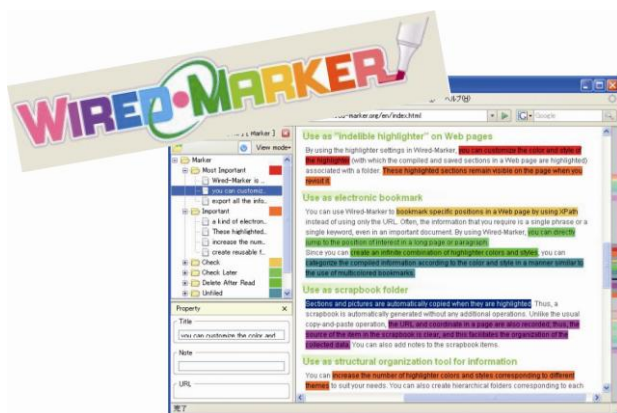 WIRED-MARKER
ヘルプ(H)
-marker.org/en/index.html
Google
Marker ]
View mode
Marker
Most Important
Wired-Marker is ..
you can customiz..
export all the info..
Important
a kind of electron..
These highlighted..
increase the num..
create reusable f..
Check
Check Later
Delete After Read
Unfiled
Property
Title
you can customize the color and
Note
URL
完了
Use as "indelible highlighter" on Web pages
By using the highlighter settings in Wired-Marker, you can customize the color and style of
the highlighter (with which the compiled and saved sections in a Web page are highlighted)
associated with a folder. These highlighted sections remain visible on the page when you
revisit it.
Use as electronic bookmark
You can use Wired-Marker to bookmark specific positions in a Web page by using XPath
instead of using only the URL. Often, the information that you require is a single phrase or a
single keyword, even in an important document. By using Wired-Marker, you can directly
jump to the position of interest in a long page or paragraph.
Since you can create an infinite combination of highlighter colors and styles, you can
categorize the compiled information according to the color and style in a manner similar to
the use of multicolored bookmarks.
Use as scrapbook folder
Sections and pictures are automatically copied when they are highlighted. Thus, a
scrapbook is automatically generated without any additional operations. Unlike the usual
copy-and-paste operation, the URL and coordinate in a page are also recorded; thus, the
source of the item in the scrapbook is clear, and this facilitates the organization of the
collected data. You can also add notes to the scrapbook items.
Use as structural organization tool for information
You can increase the number of highlighter colors and styles corresponding to different
themes to suit your needs. You can also create hierarchical folders corresponding to each